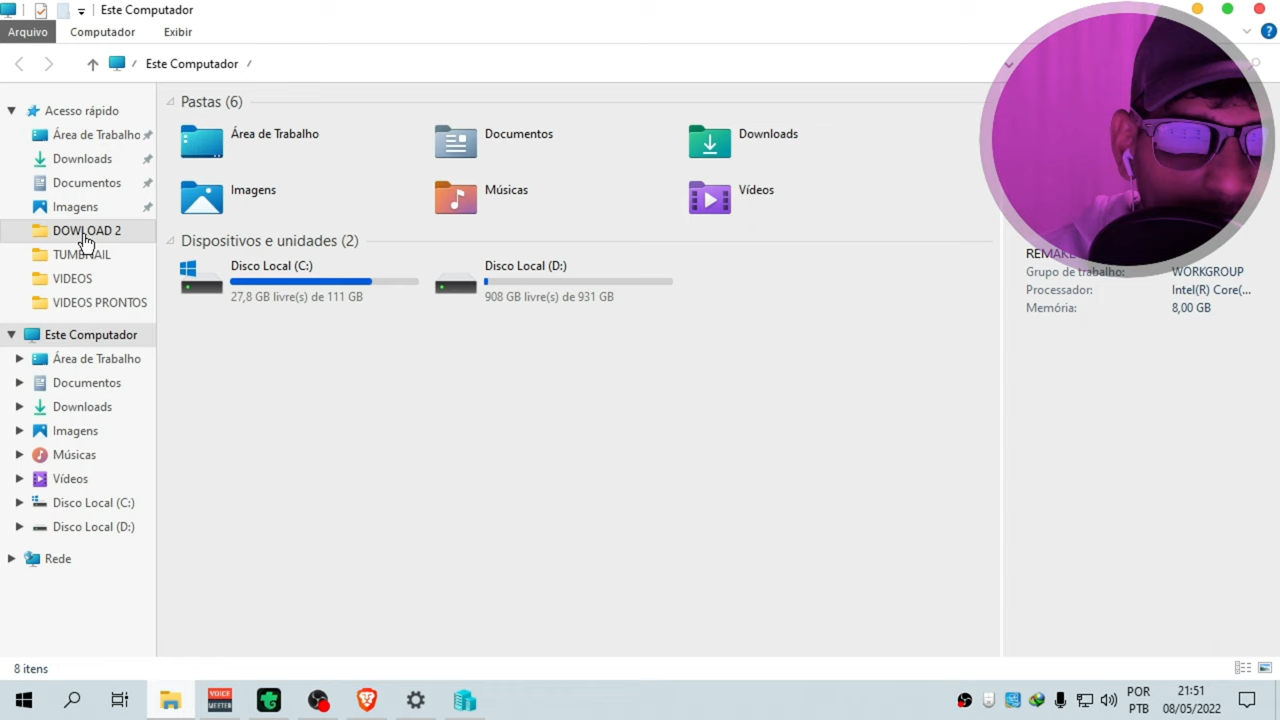 Este Computador
Arquivo
Computador
Exibir
/ Este Computador /
Acesso rápido
Área de Trabalho
Downloads
Documentos
Imagens
DOWLOAD 2
TUMBNAIL
VIDEOS
VIDEOS PRONTOS
Este Computador
Área de Trabalho
Documentos
Downloads
Imagens
Músicas
Vídeos
Disco Local (C:)
Disco Local (D:)
Rede
Pastas (6)
Área de Trabalho
Documentos
Downloads
Imagens
Músicas
Vídeos
Dispositivos e unidades (2)
Disco Local (C:)
27,8 GB livre(s) de 111 GB
Disco Local (D:)
908 GB livre(s) de 931 GB
Grupo de trabalho: WORKGROUP
Processador: Intel(R) Core(...
Memória: 8,00 GB
8 itens
VOICE
MEETER
POR
PTB
21:51
08/05/2022